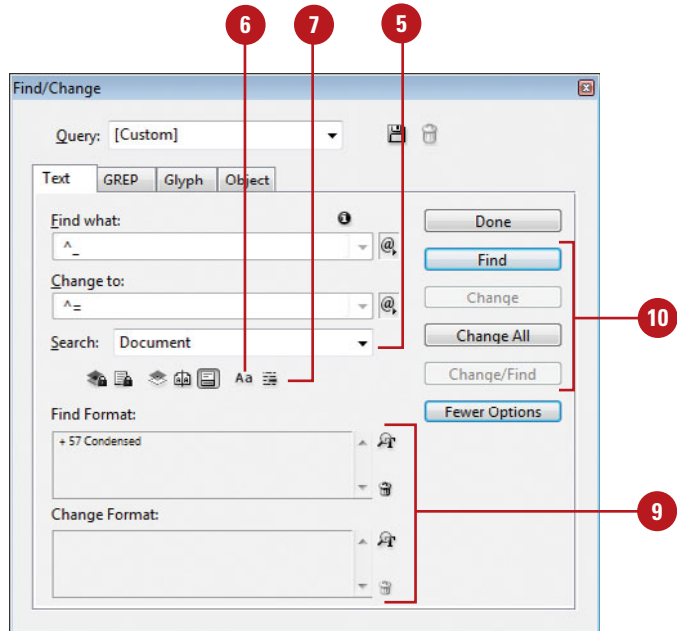 6 7 5
Find/Change
Query: [Custom]
Text GREP Glyph Object
Find what:
^_
Done
Find
Change to:
^=
Change
10
Search: Document
Change All
Aa
Change/Find
Find Format:
Fewer Options
+ 57 Condensed
9
Change Format: